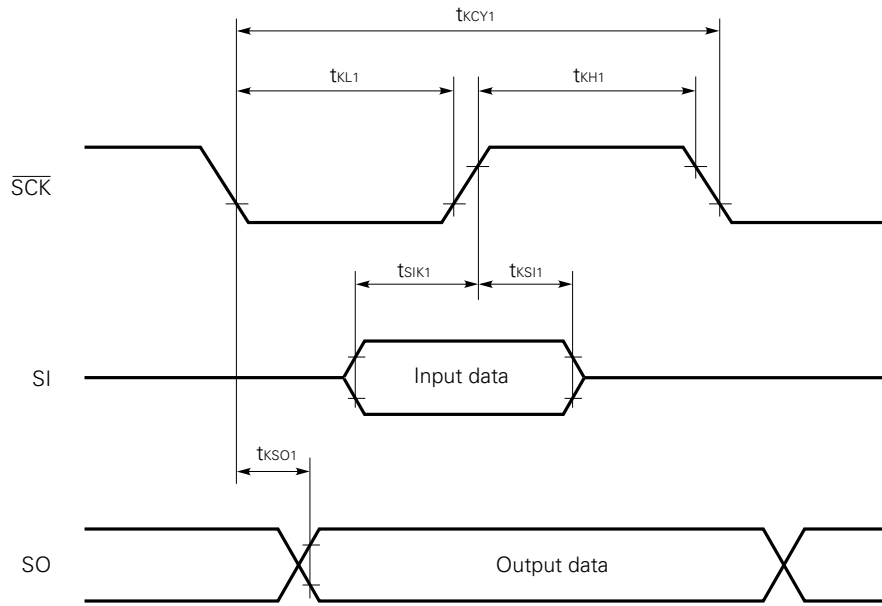 tKCY1
tKL1
tKH1
SCK
tSIK1
tKSI1
SI
Input data
tKSO1
SO
Output data